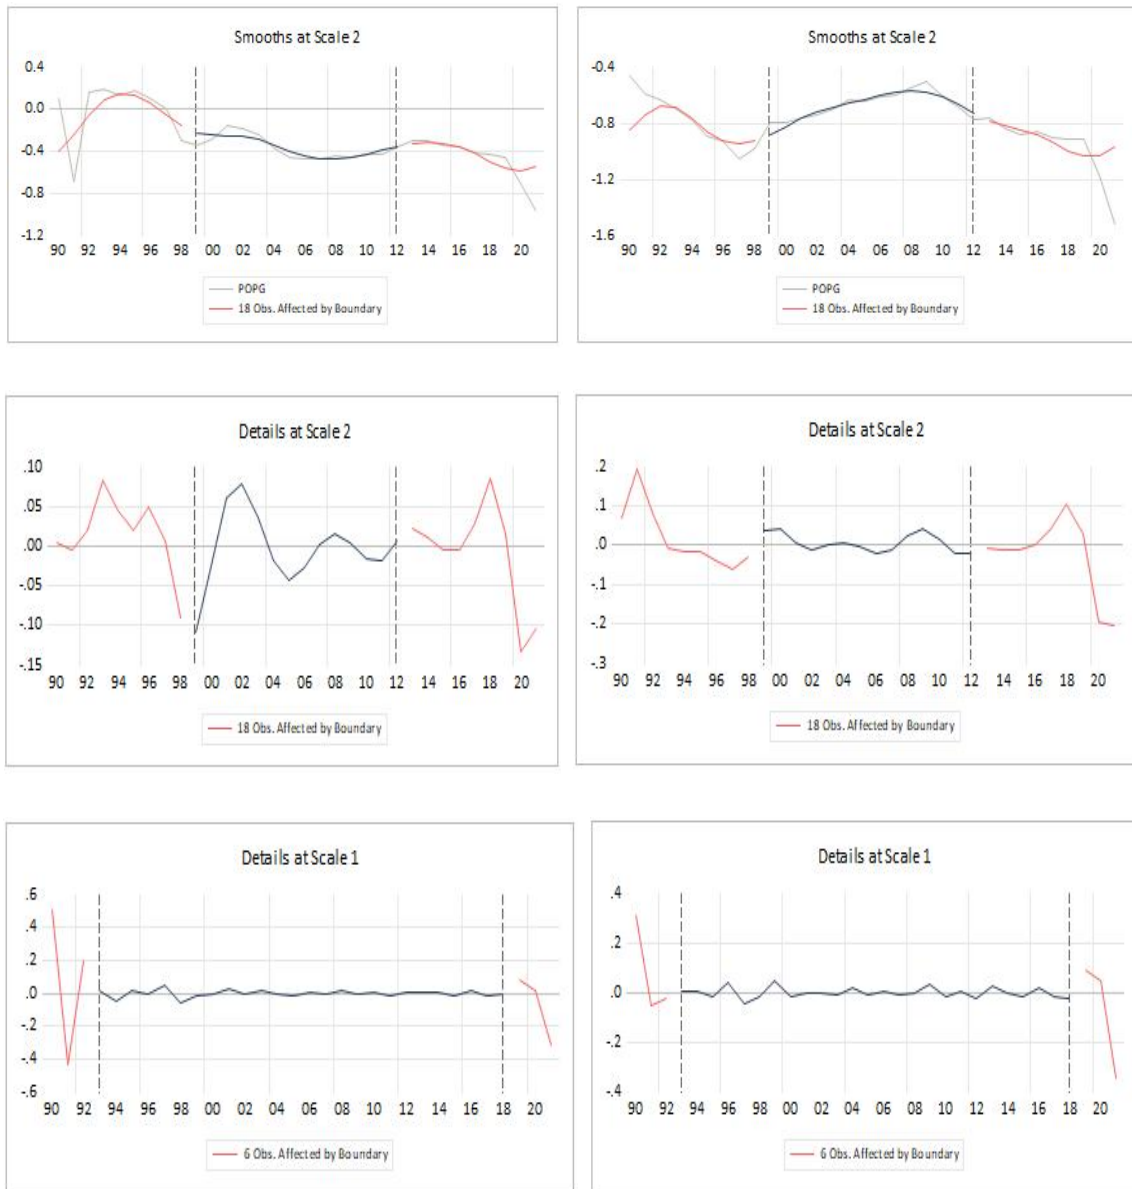 Smooths at Scale 2
0.4
0.0
-0.4
-0.8
-1.2
90 92 94 96 98 00 02 04 06 08 10 12 14 16 18 20
POPG
18 Obs. Affected by Boundary
Smooths at Scale 2
-0.4
-0.8
-1.2
-1.6
90 92 94 96 98 00 02 04 06 08 10 12 14 16 18 20
POPG
18 Obs. Affected by Boundary
Details at Scale 2
.10
.05
.00
-.05
-.10
-.15
90 92 94 96 98 00 02 04 06 08 10 12 14 16 18 20
18 Obs. Affected by Boundary
Details at Scale 2
.2
.1
.0
-.1
-.2
-.3
90 92 94 96 98 00 02 04 06 08 10 12 14 16 18 20
18 Obs. Affected by Boundary
Details at Scale 1
.6
.4
.2
.0
-.2
-.4
-.6
90 92 94 96 98 00 02 04 06 08 10 12 14 16 18 20
6 Obs. Affected by Boundary
Details at Scale 1
.4
.2
.0
-.2
-.4
90 92 94 96 98 00 02 04 06 08 10 12 14 16 18 20
6 Obs. Affected by Boundary